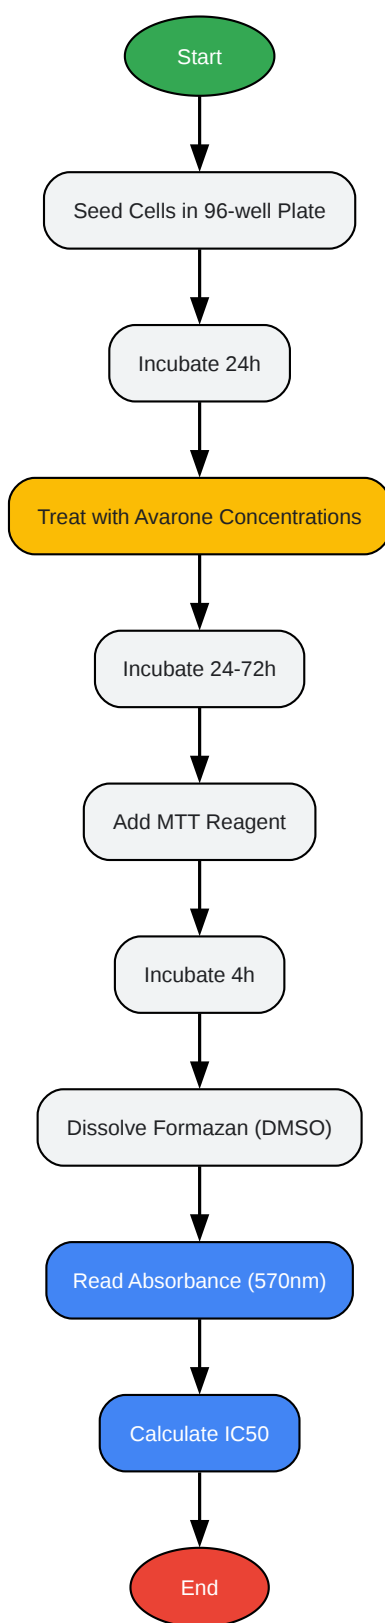 Start
Seed Cells in 96-well Plate
Incubate 24h
Treat with Avarone Concentrations
Incubate 24-72h
Add MTT Reagent
Incubate 4h
Dissolve Formazan (DMSO)
Read Absorbance (570nm)
Calculate IC50
End